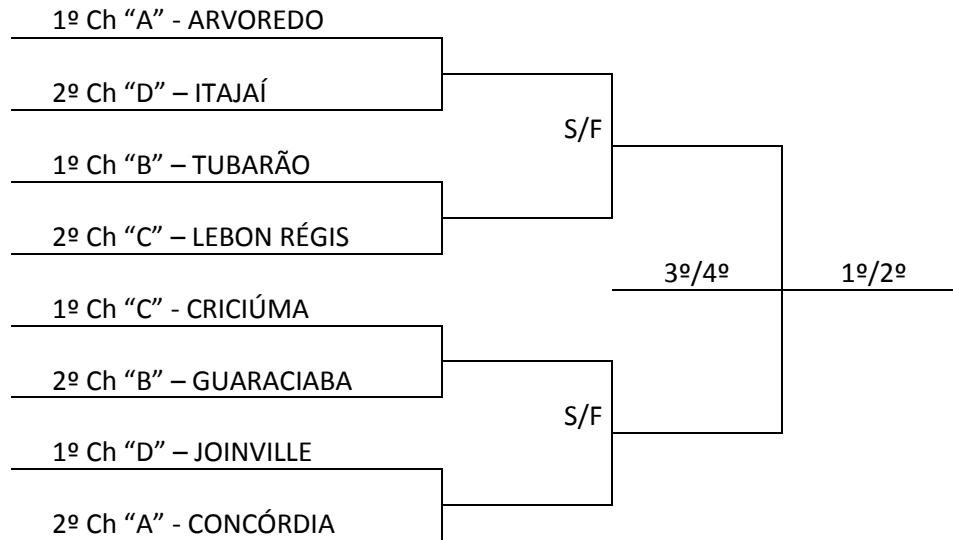 1º Ch “A” - ARVOREDO
2º Ch “D” – ITAJAÍ
S/F
1º Ch “B” – TUBARÃO
2º Ch “C” – LEBON RÉGIS
3º/4º
1º/2º
1º Ch “C” - CRICIÚMA
2º Ch “B” – GUARACIABA
S/F
1º Ch “D” – JOINVILLE
2º Ch “A” - CONCÓRDIA